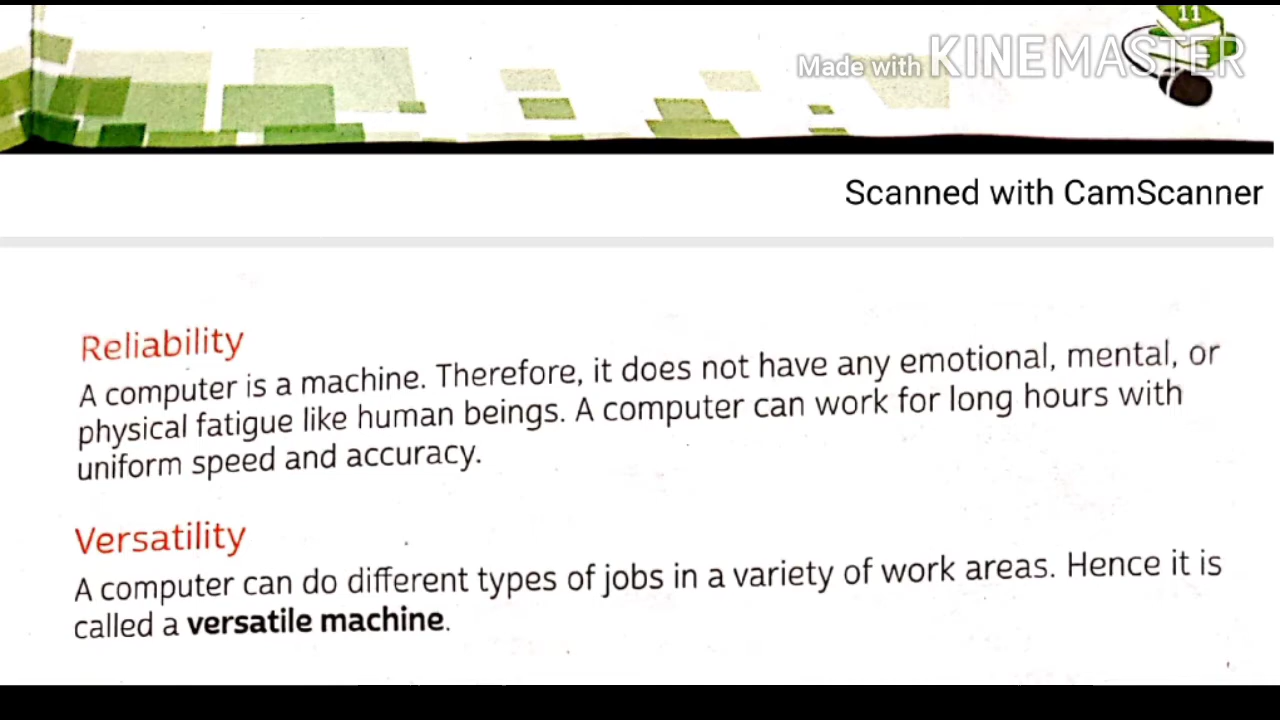 11
Made with KINEMASTER
Scanned with CamScanner
Reliability
A computer is a machine. Therefore, it does not have any emotional, mental, or
physical fatigue like human beings. A computer can work for long hours with
uniform speed and accuracy.
Versatility
A computer can do different types of jobs in a variety of work areas. Hence it is
called a versatile machine.